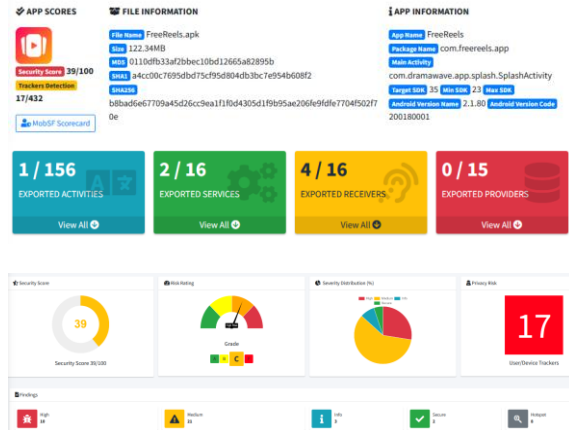 APP SCORES
Security Score 39/100
Trackers Detection
17/432
MobSF Scorecard
FILE INFORMATION
File Name FreeReels.apk
Size 122.34MB
MD5 0110dfb33af2bbec10bd12665a82895b
SHA1 a4cc00c7695dbd75cf95d804db3bc7e954b608f2
SHA256
b8bad6e67709a45d26cc9ea1f1f0d4305d1f9b95ae206fe9fdfe7704f502f7
0e
APP INFORMATION
App Name FreeReels
Package Name com.freereels.app
Main Activity
com.dramawave.app.splash.SplashActivity
Target SDK 35 Min SDK 23 Max SDK
Android Version Name 2.1.80 Android Version Code
200180001
1 / 156
EXPORTED ACTIVITIES
View All
2 / 16
EXPORTED SERVICES
View All
4 / 16
EXPORTED RECEIVERS
View All
0 / 15
EXPORTED PROVIDERS
View All
Security Score
39
Security Score 39/100
Risk Rating
Grade
A B C
Severity Distribution (%)
High Medium Info
Secure
Privacy Risk
17
User/Device Trackers
Findings
High
Medium
Info
Secure
Hotspot